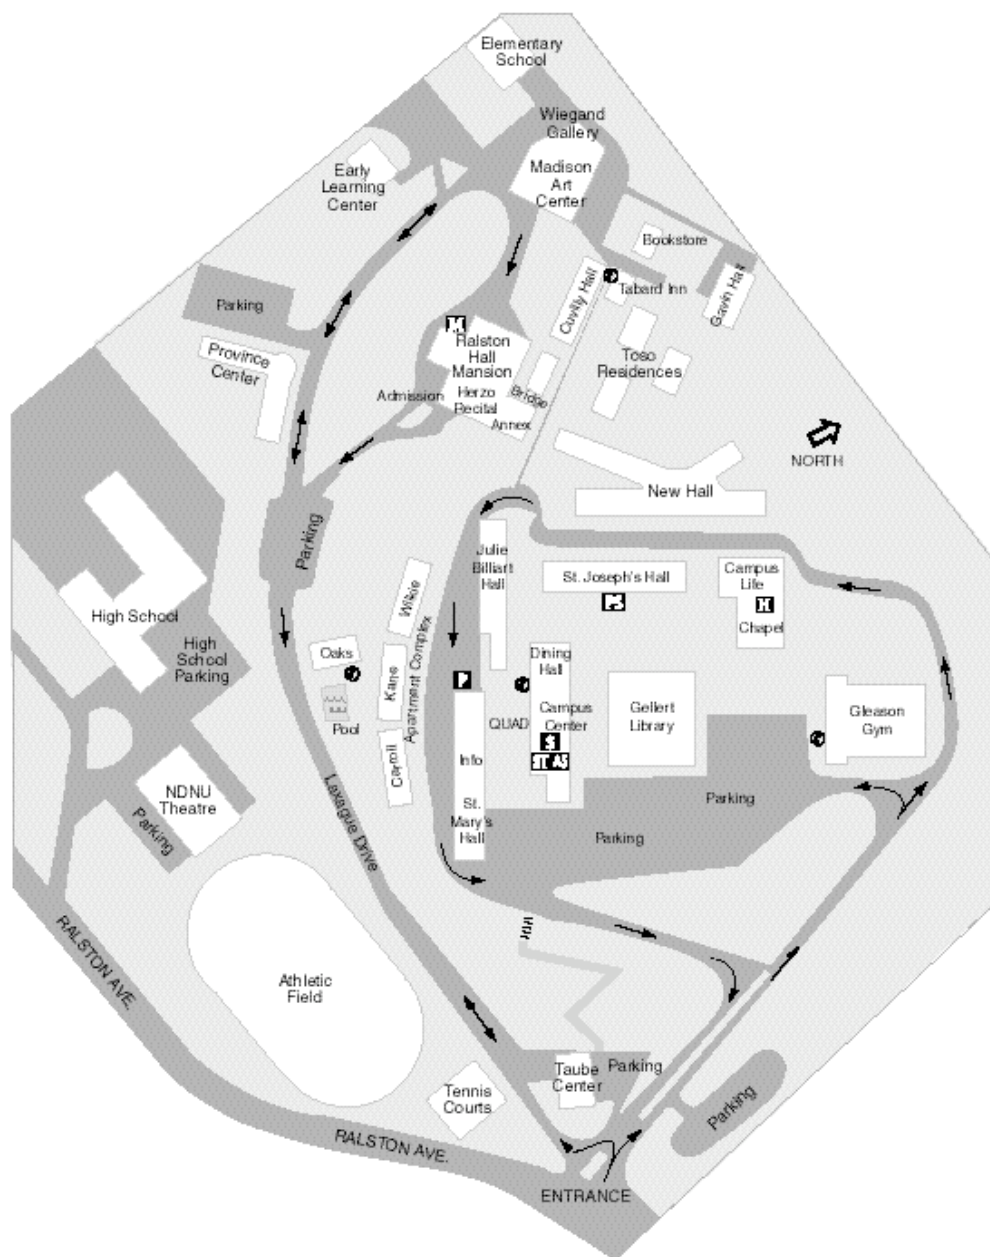 Elementary
School
Wiegand
Gallery
Madison
Art
Center
Early
Learning
Center
Bookstore
Tabard Inn
Gavin Hall
Cuvilly Hall
Parking
Province
Center
Ralston
Hall
Mansion
Herzo
Recital
Annex
Bridge
Admission
Toso
Residences
NORTH
New Hall
Parking
Julie
Billiart
Hall
St. Joseph's Hall
Campus
Life
Chapel
High School
High
School
Parking
Wilkie
Oaks
Kane
Apartment Complex
Pool
Carroll
Dining
Hall
QUAD
Campus
Center
Gellert
Library
Gleason
Gym
Info
St.
Mary's
Hall
Parking
Parking
NDNU
Theatre
Parking
Laxague Drive
RALSTON AVE.
Athletic
Field
Tennis
Courts
Taube
Center
Parking
Parking
RALSTON AVE.
ENTRANCE